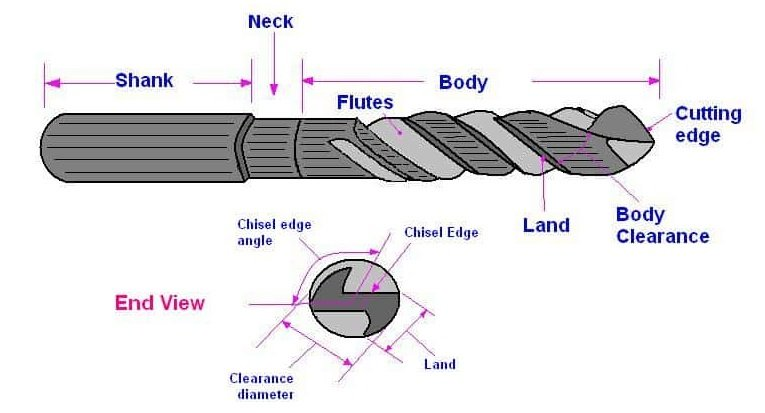 Neck
Shank
Body
Flutes
Cutting
edge
Land
Body
Clearance
Chisel edge
angle
Chisel Edge
End View
Land
Clearance
diameter